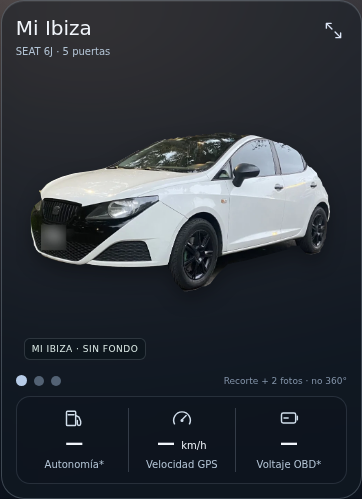 Mi Ibiza
SEAT 6J · 5 puertas
MI IBIZA · SIN FONDO
Recorte + 2 fotos · no 360°
— — km/h —
Autonomía* Velocidad GPS Voltaje OBD*